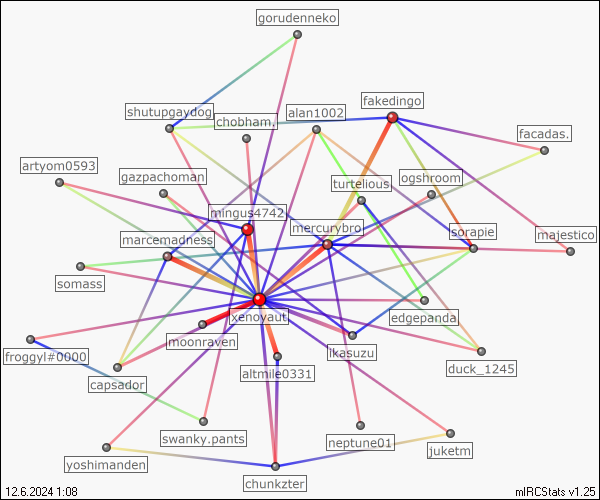 gorudenneko
fakedingo
shutupgaydog
chobham.
alan1002
facadas.
artyom0593
gazpachoman
turtelious
ogshroom
mingus4742
marcemadness
mercurybro
sorapie
majestico
somass
xenovaut
edgepanda
moonraven
ikasuzu
froggyl#0000
capsador
altmile0331
duck_1245
swanky.pants
neptune01
juketm
yoshimanden
chunkzter
12.6.2024 1:08
mIRCStats v1.25